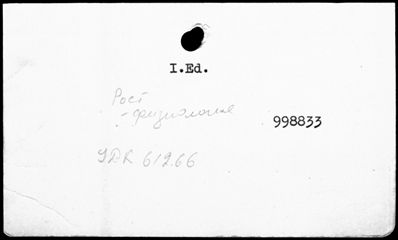 I.Ed.
Рост
- физиология
998833
УДК 612.66